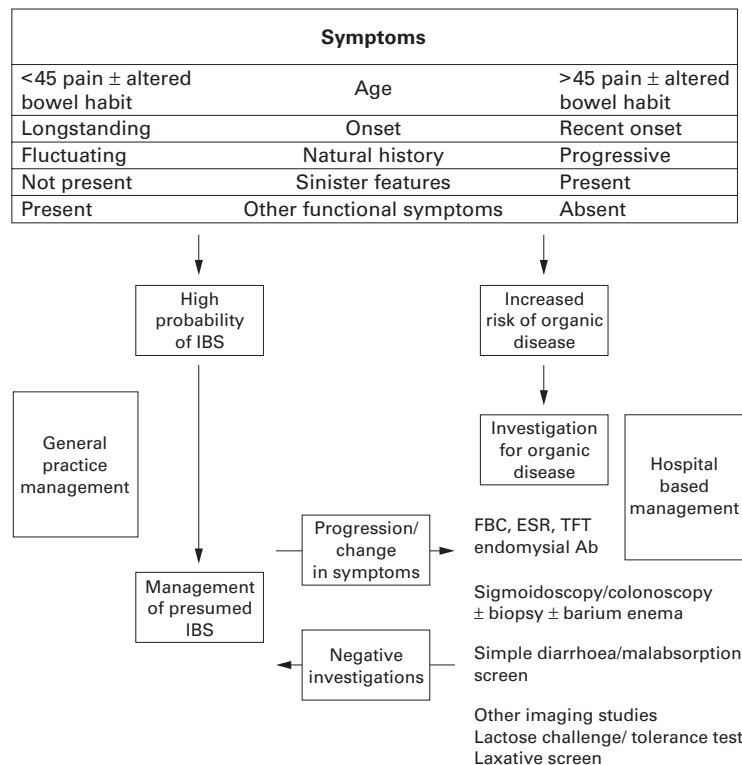 Symptoms
<45 pain ± altered
bowel habit
Age
>45 pain ± altered
bowel habit
Longstanding
Onset
Recent onset
Fluctuating
Natural history
Progressive
Not present
Sinister features
Present
Present
Other functional symptoms
Absent
High
probability
of IBS
Increased
risk of organic
disease
General
practice
management
Investigation
for organic
disease
Hospital
based
management
Progression/
change
in symptoms
FBC, ESR, TFT
endomysial Ab
Management
of presumed
IBS
Sigmoidoscopy/colonoscopy
± biopsy ± barium enema
Negative
investigations
Simple diarrhoea/malabsorption
screen
Other imaging studies
Lactose challenge/ tolerance test
Laxative screen